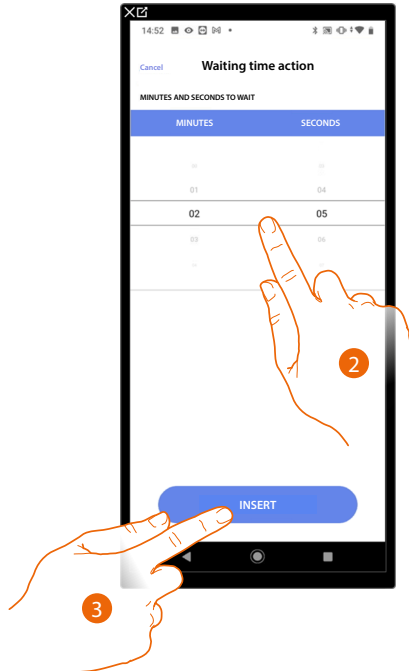 14:52
Cancel Waiting time action
MINUTES AND SECONDS TO WAIT
MINUTES SECONDS
01 04
02 05
03 06
2
INSERT
3